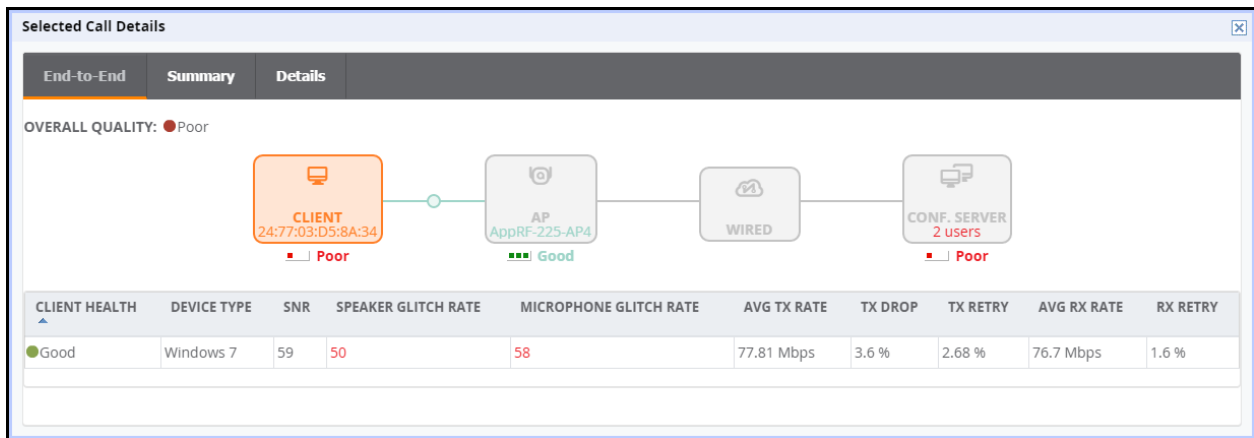 Selected Call Details
End-to-End Summary Details
OVERALL QUALITY: Poor
CLIENT AP WIRED CONF. SERVER
24:77:03:D5:8A:34 AppRF-225-AP4 2 users
Poor Good Poor
CLIENT HEALTH DEVICE TYPE SNR SPEAKER GLITCH RATE MICROPHONE GLITCH RATE AVG TX RATE TX DROP TX RETRY AVG RX RATE RX RETRY
Good Windows 7 59 50 58 77.81 Mbps 3.6 % 2.68 % 76.7 Mbps 1.6 %